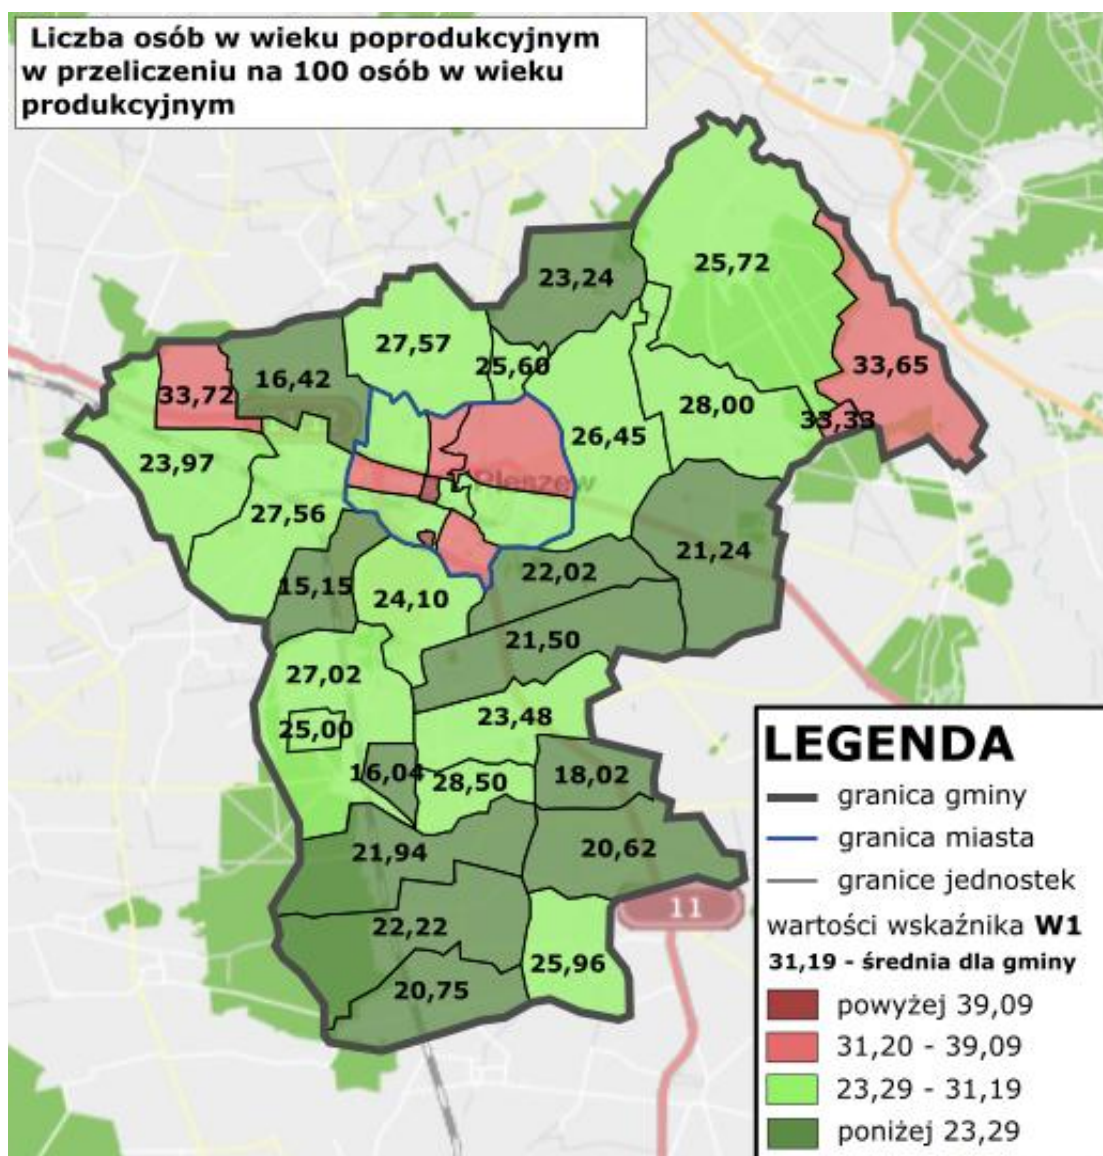 Liczba osób w wieku poprodukcyjnym
w przeliczeniu na 100 osób w wieku
produkcyjnym
23,24
25,72
27,57
25,60
33,72
16,42
33,65
28,00
33,33
26,45
23,97
Pleszew
27,56
21,24
22,02
15,15
24,10
21,50
27,02
23,48
25,00
16,04
28,50
18,02
21,94
20,62
22,22
25,96
20,75
11
LEGENDA
granica gminy
granica miasta
granice jednostek
wartości wskaźnika W1
31,19 - średnia dla gminy
powyżej 39,09
31,20 - 39,09
23,29 - 31,19
poniżej 23,29